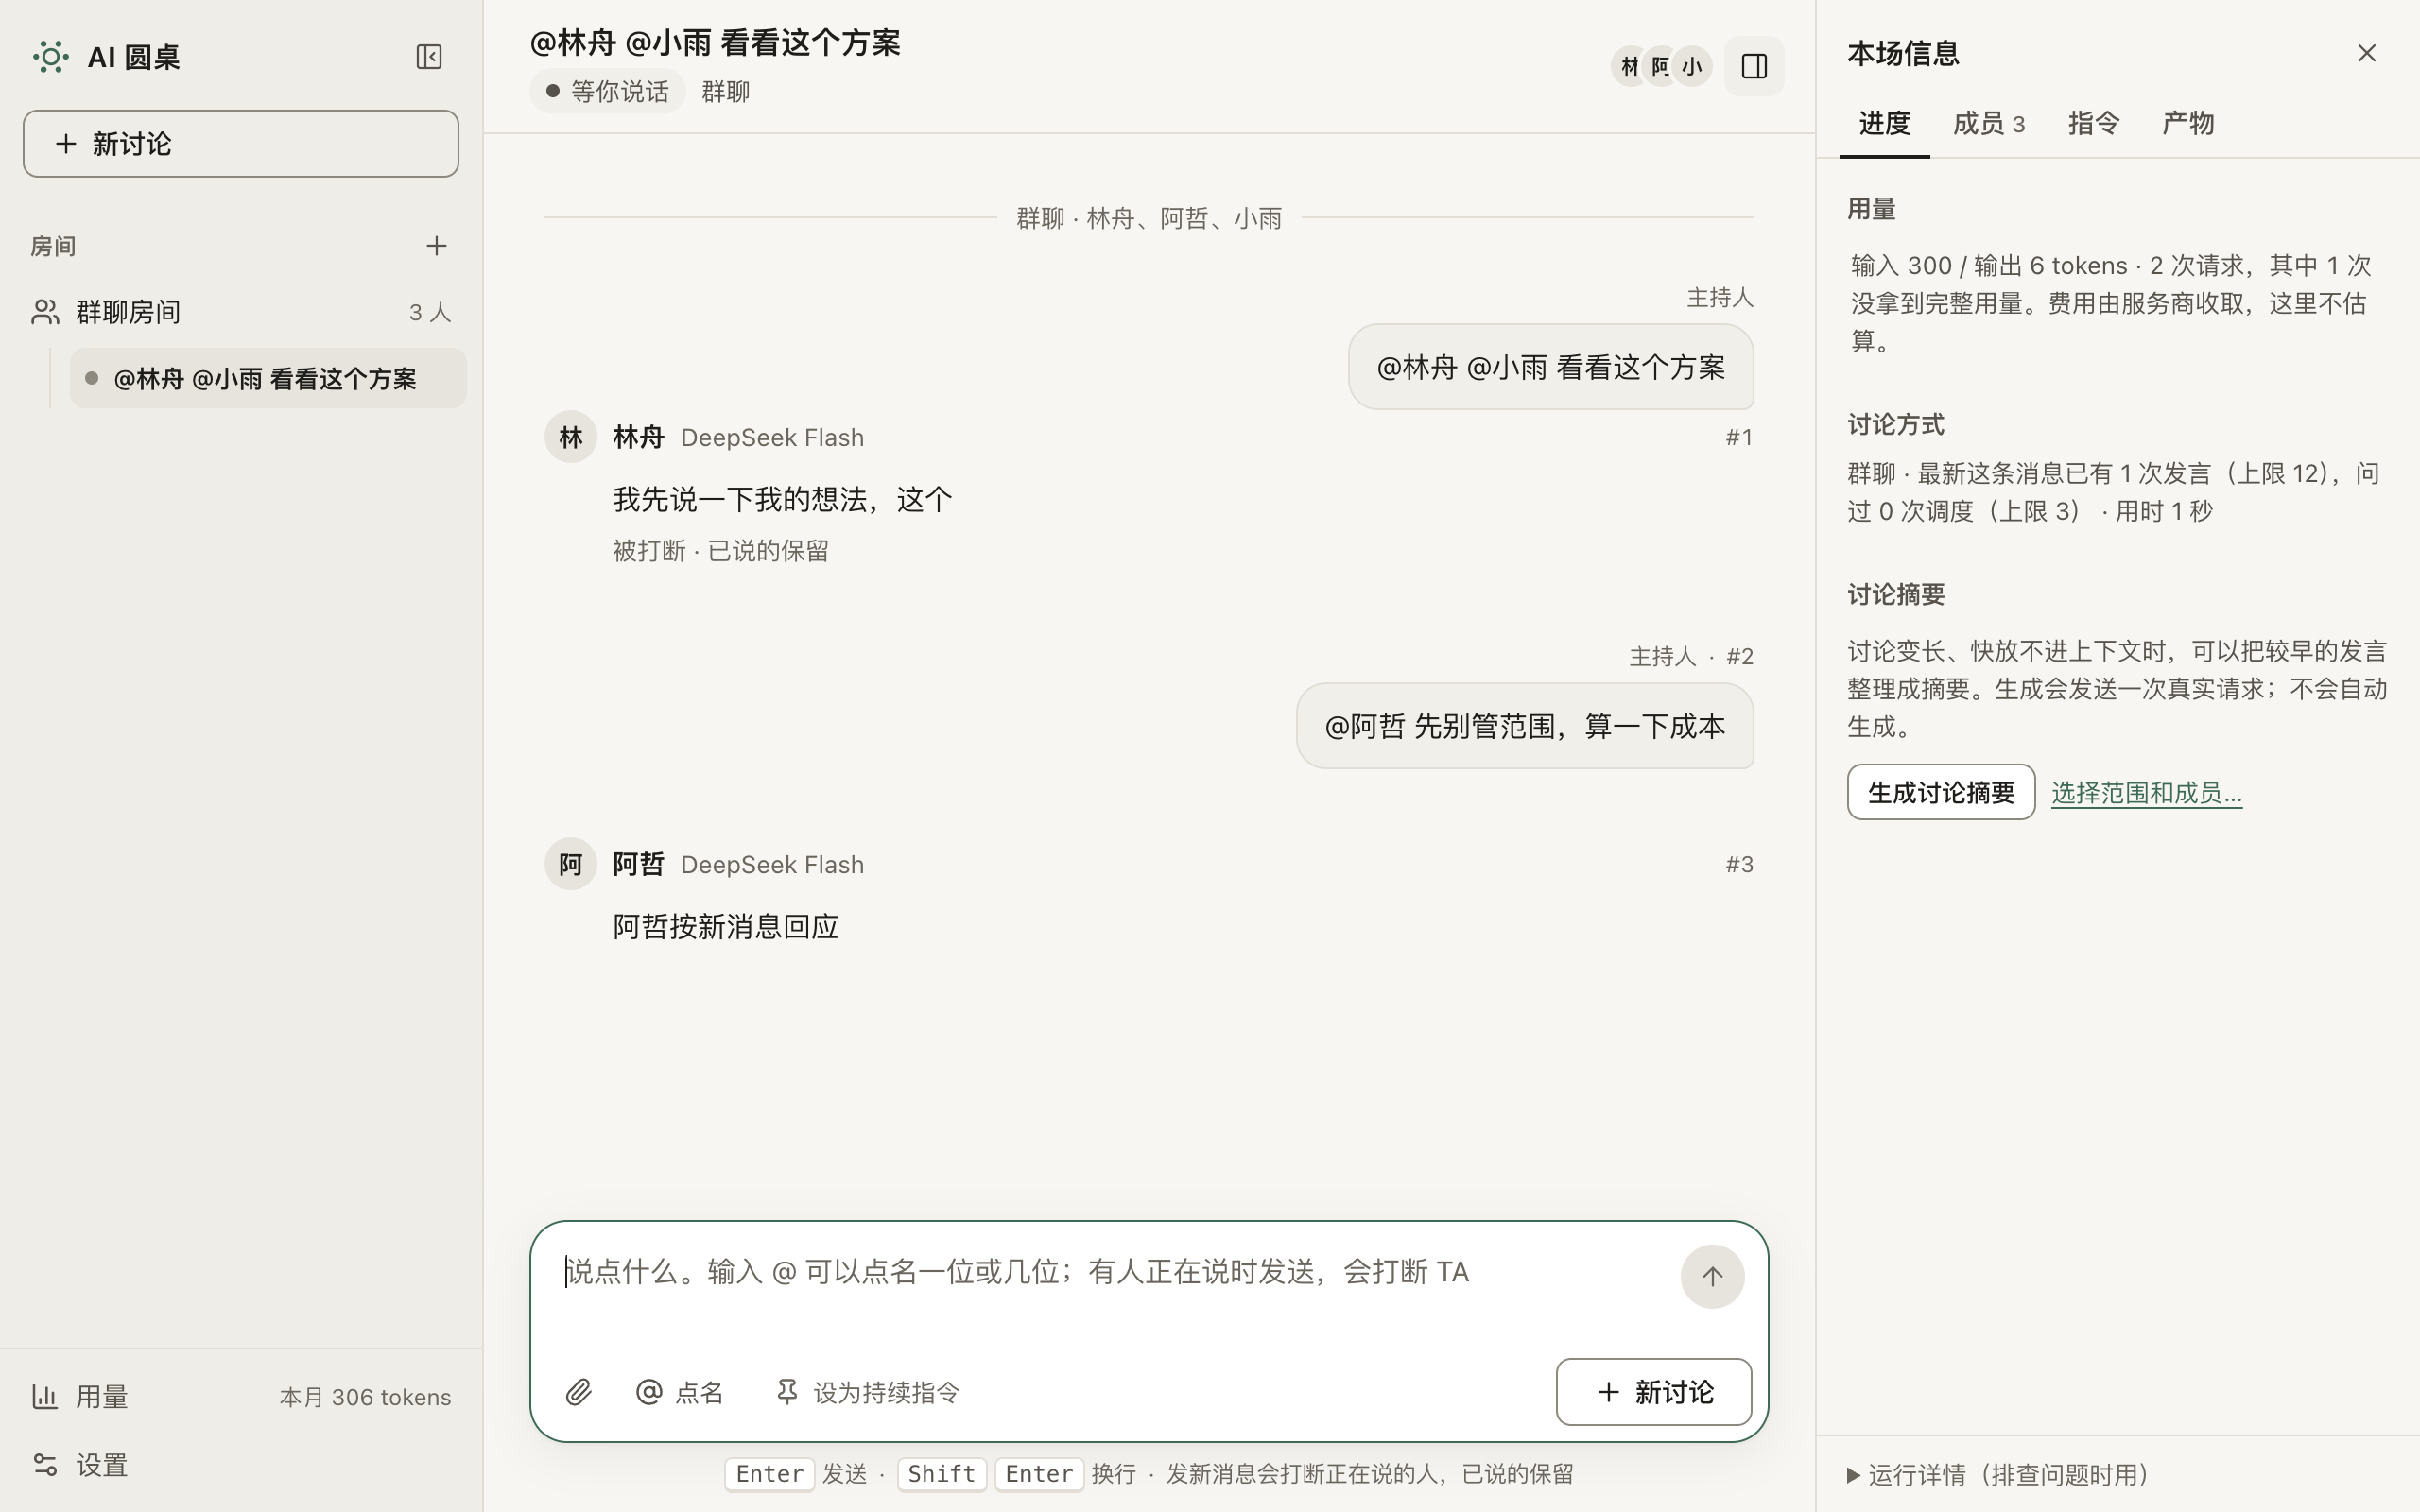 AI 圆桌
新讨论
房间
群聊房间
3 人
@林舟 @小雨 看看这个方案
用量
本月 306 tokens
设置
@林舟 @小雨 看看这个方案
等你说话
群聊
林
阿
小
群聊 · 林舟、阿哲、小雨
主持人
@林舟 @小雨 看看这个方案
林
林舟 DeepSeek Flash
#1
我先说一下我的想法，这个
被打断 · 已说的保留
主持人 · #2
@阿哲 先别管范围，算一下成本
阿
阿哲 DeepSeek Flash
#3
阿哲按新消息回应
说点什么。输入 @ 可以点名一位或几位；有人正在说时发送，会打断 TA
点名
设为持续指令
新讨论
Enter 发送 · Shift Enter 换行 · 发新消息会打断正在说的人，已说的保留
本场信息
进度
成员 3
指令
产物
用量
输入 300 / 输出 6 tokens · 2 次请求，其中 1 次
没拿到完整用量。费用由服务商收取，这里不估
算。
讨论方式
群聊 · 最新这条消息已有 1 次发言（上限 12），问
过 0 次调度（上限 3） · 用时 1 秒
讨论摘要
讨论变长、快放不进上下文时，可以把较早的发言
整理成摘要。生成会发送一次真实请求；不会自动
生成。
生成讨论摘要
选择范围和成员...
运行详情（排查问题时用）